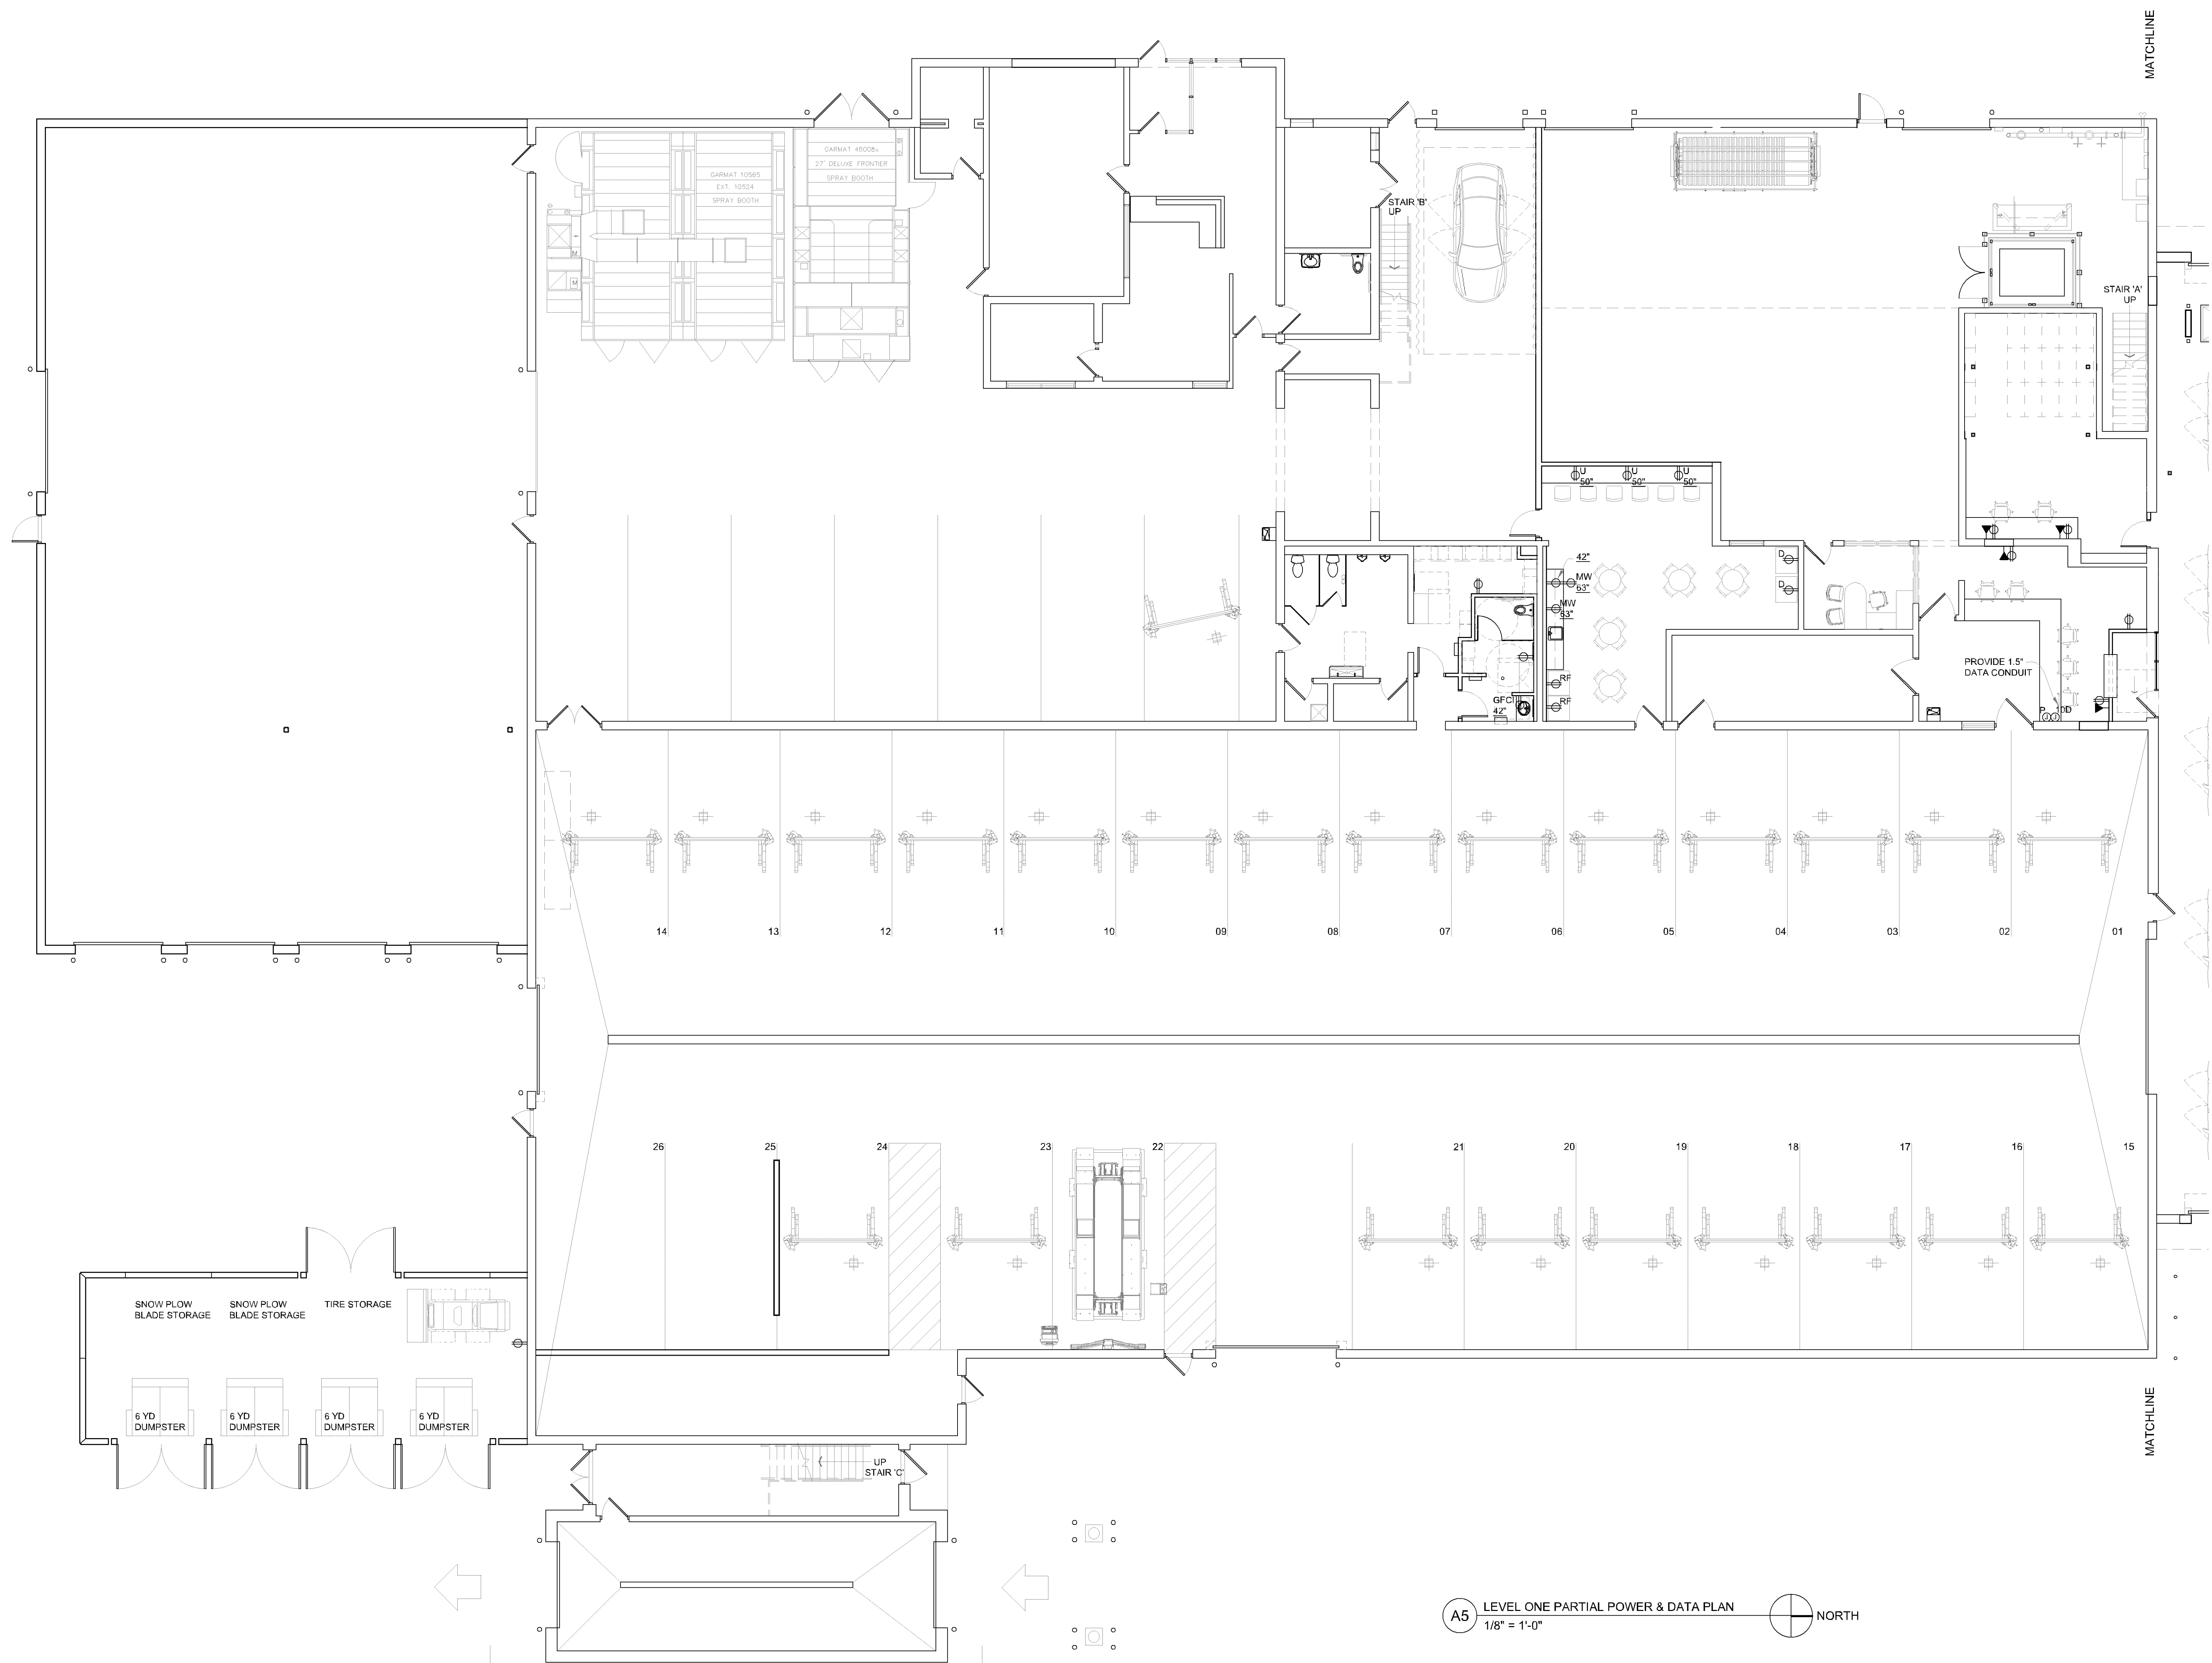 MATCHLINE
GARMAT 46008s
27' DELUXE FRONTIER
SPRAY BOOTH
GARMAT 10565
EXT. 10524
SPRAY BOOTH
M
M
STAIR 'B'
UP
STAIR 'A'
UP
U
50"
U
50"
U
50"
42"
MW
63"
MW
53"
D
D
RF
RF
GFCI
42"
PROVIDE 1.5"
DATA CONDUIT
P
10D
14
13
12
11
10
09
08
07
06
05
04
03
02
01
26
25
24
23
22
21
20
19
18
17
16
15
SNOW PLOW
BLADE STORAGE
SNOW PLOW
BLADE STORAGE
TIRE STORAGE
6 YD
DUMPSTER
6 YD
DUMPSTER
6 YD
DUMPSTER
6 YD
DUMPSTER
UP
STAIR 'C'
MATCHLINE
A5
LEVEL ONE PARTIAL POWER & DATA PLAN
1/8" = 1'-0"
NORTH